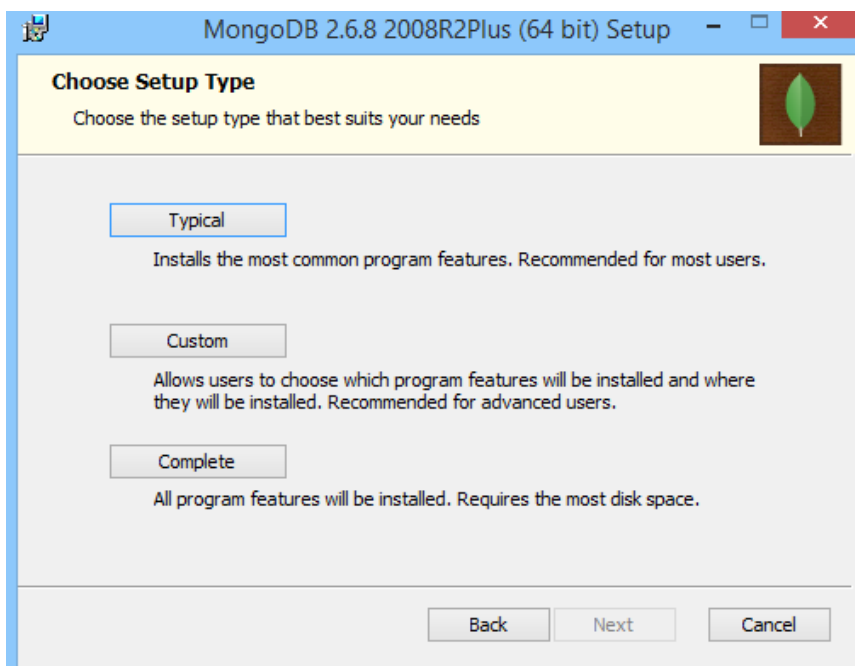 MongoDB 2.6.8 2008R2Plus (64 bit) Setup
Choose Setup Type
Choose the setup type that best suits your needs
Typical
Installs the most common program features. Recommended for most users.
Custom
Allows users to choose which program features will be installed and where
they will be installed. Recommended for advanced users.
Complete
All program features will be installed. Requires the most disk space.
Back Next Cancel